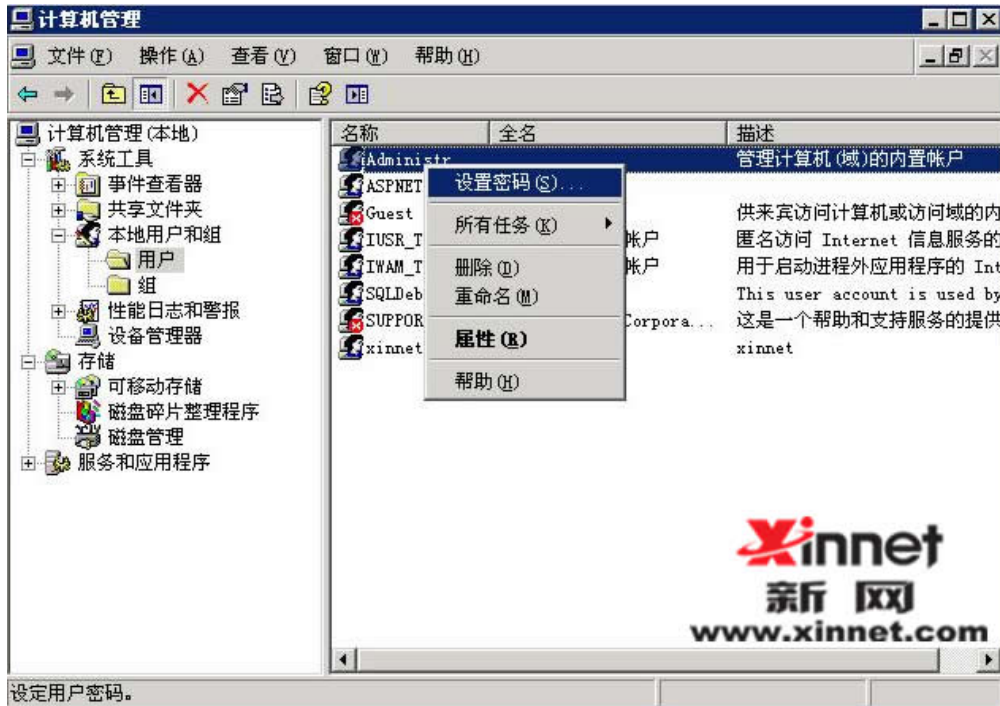 计算机管理
文件(F) 操作(A) 查看(V) 窗口(W) 帮助(H)
计算机管理(本地)
系统工具
事件查看器
共享文件夹
本地用户和组
用户
组
性能日志和警报
设备管理器
存储
可移动存储
磁盘碎片整理程序
磁盘管理
服务和应用程序
名称 全名 描述
Administr 管理计算机(域)的内置帐户
ASPNET
Guest 供来宾访问计算机或访问域的内
IUSR_T 帐户 匿名访问 Internet 信息服务的
IWAM_T 帐户 用于启动进程外应用程序的 Int
SQLDeb This user account is used by
SUPPOR Corpora... 这是一个帮助和支持服务的提供
xinnet xinnet
设置密码(S)...
所有任务(K)
删除(D)
重命名(M)
属性(R)
帮助(H)
xinnet
新网
www.xinnet.com
设定用户密码。